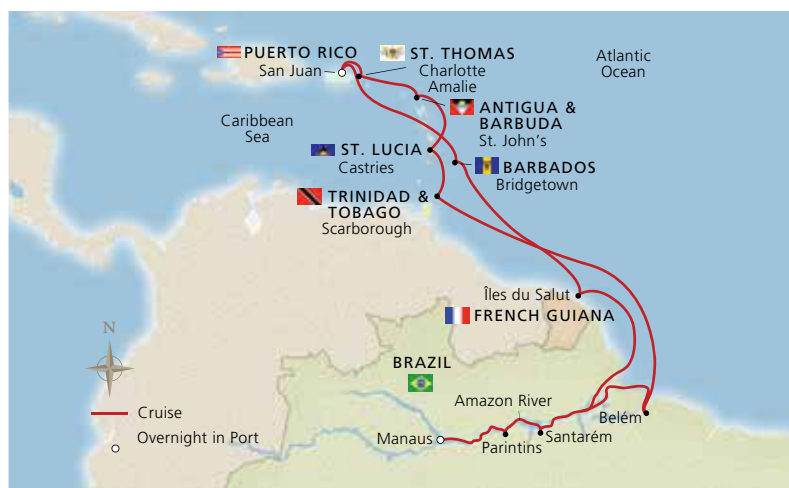 PUERTO RICO
San Juan
ST. THOMAS
Charlotte
Amalie
Atlantic
Ocean
ANTIGUA &
BARBUDA
St. John's
Caribbean
Sea
ST. LUCIA
Castries
BARBADOS
Bridgetown
TRINIDAD &
TOBAGO
Scarborough
Îles du Salut
FRENCH GUIANA
N
BRAZIL
Amazon River
Cruise
Overnight in Port
Manaus
Parintins
Santarém
Belém